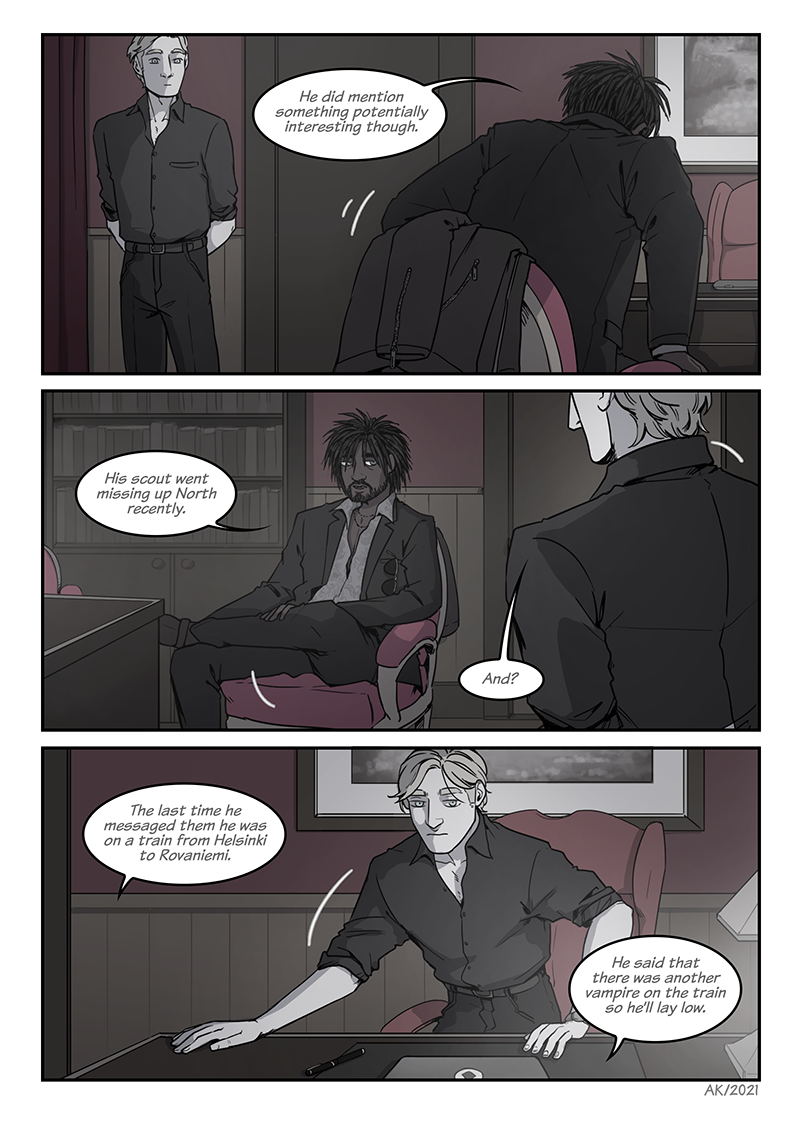 He did mention
something potentially
interesting though.
His scout went
missing up North
recently.
And?
The last time he
messaged them he was
on a train from Helsinki
to Rovaniemi.
He said that
there was another
vampire on the train
so he'll lay low.
AK/2021